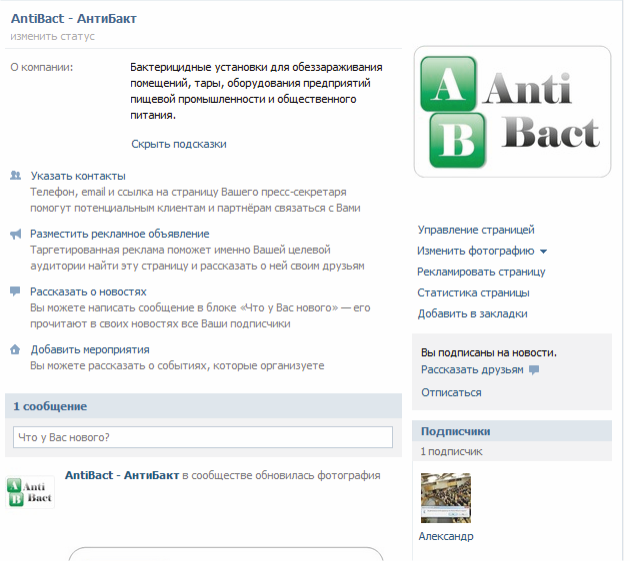 AntiBact - АнтиБакт
изменить статус
О компании:
Бактерицидные установки для обеззараживания
помещений, тары, оборудования предприятий
пищевой промышленности и общественного
питания.
Скрыть подсказки
Указать контакты
Телефон, email и ссылка на страницу Вашего пресс-секретаря
помогут потенциальным клиентам и партнёрам связаться с Вами
Разместить рекламное объявление
Таргетированная реклама поможет именно Вашей целевой
аудитории найти эту страницу и рассказать о ней своим друзьям
Рассказать о новостях
Вы можете написать сообщение в блоке «Что у Вас нового» — его
прочитают в своих новостях все Ваши подписчики
Добавить мероприятия
Вы можете рассказать о событиях, которые организуете
1 сообщение
Что у Вас нового?
AntiBact - АнтиБакт в сообществе обновилась фотография
A Anti
B Bact
A Anti
B Bact
Управление страницей
Изменить фотографию
Рекламировать страницу
Статистика страницы
Добавить в закладки
Вы подписаны на новости.
Рассказать друзьям
Отписаться
Подписчики
1 подписчик
Александр